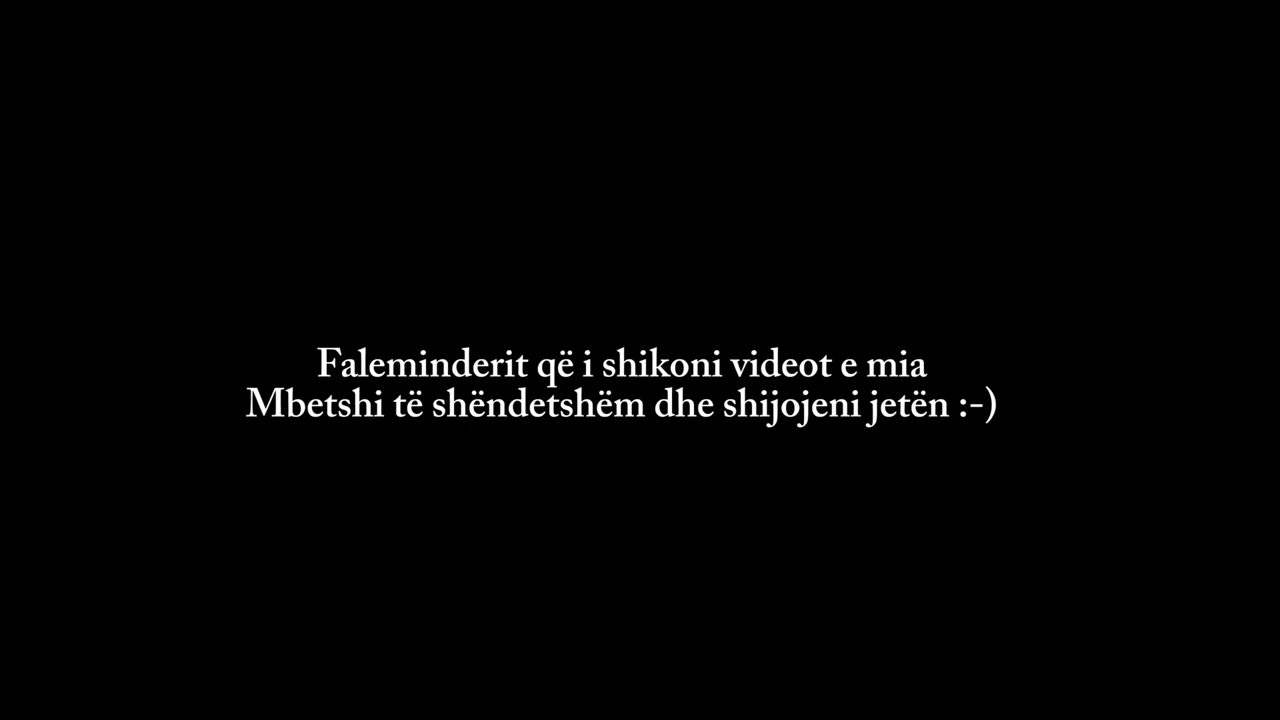 Faleminderit që i shikoni videot e mia
Mbetshi të shëndetshëm dhe shijojeni jetën :-)